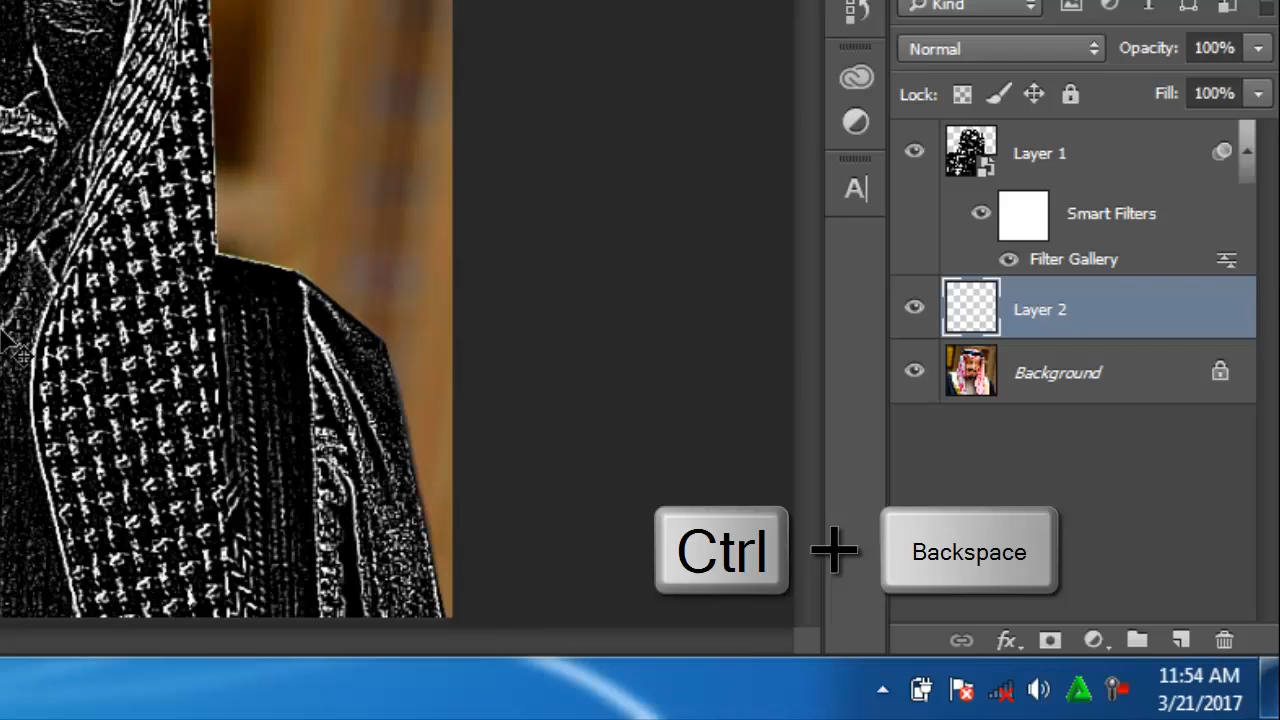 Kind
Normal
Opacity: 100%
Lock:
Fill: 100%
Layer 1
Smart Filters
Filter Gallery
Layer 2
Background
Ctrl + Backspace
fx
A|
11:54 AM
3/21/2017